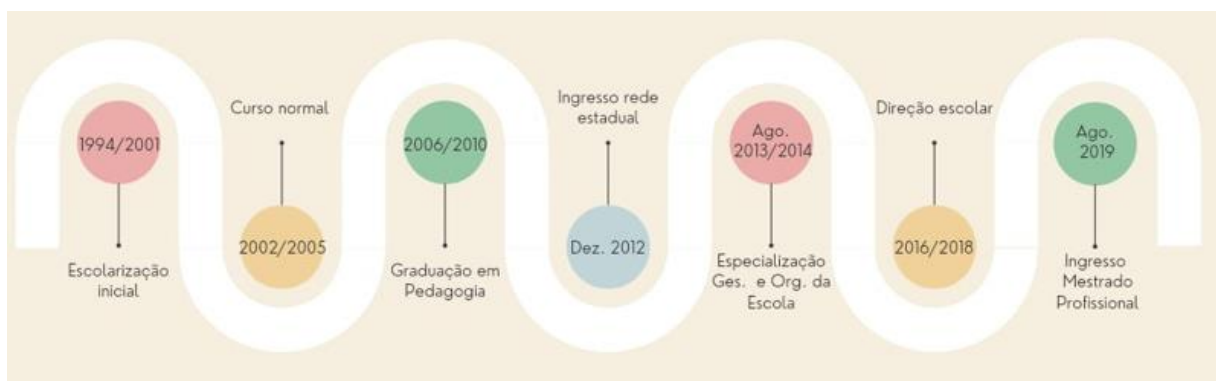 1994/2001
Escolarização
inicial
Curso normal
2002/2005
2006/2010
Graduação em
Pedagogia
Ingresso rede
estadual
Dez. 2012
Ago.
2013/2014
Especialização
Ges. e Org. da
Escola
Direção escolar
2016/2018
Ago.
2019
Ingresso
Mestrado
Profissional